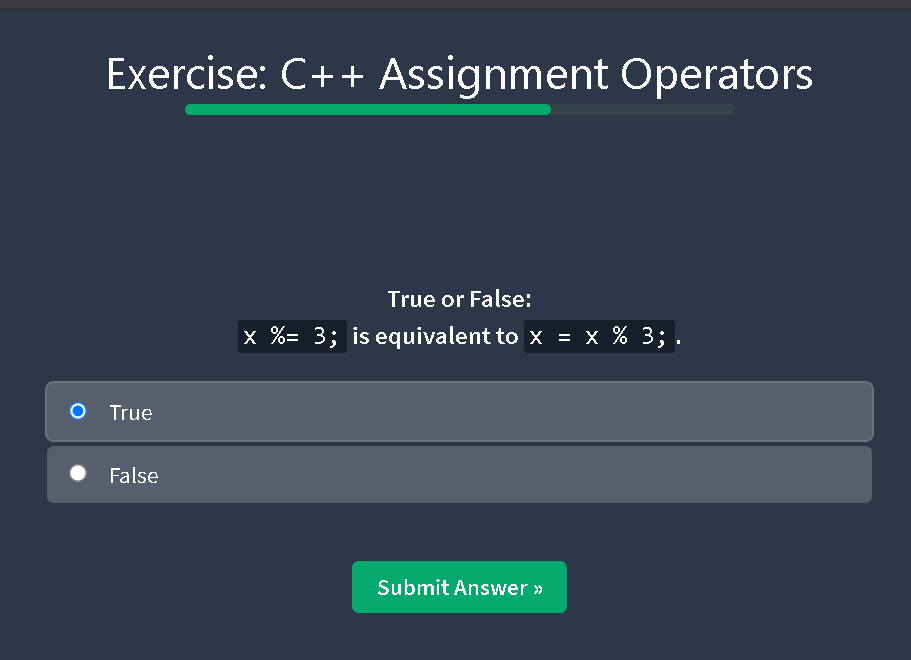 Exercise: C++ Assignment Operators
True or False:
x %= 3; is equivalent to x = x % 3; .
True
False
Submit Answer »